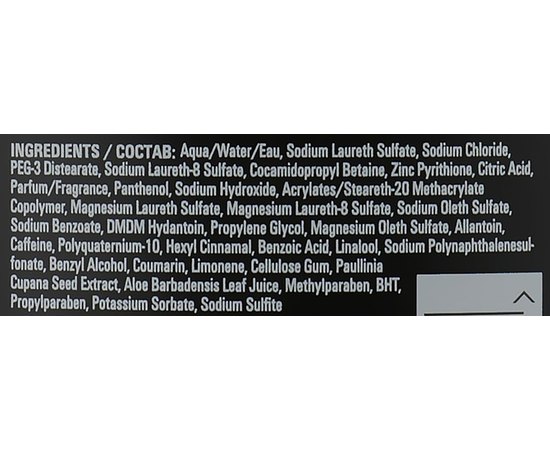 INGREDIENTS / СОСТАВ: Aqua/Water/Eau, Sodium Laureth Sulfate, Sodium Chloride,
PEG-3 Distearate, Sodium Laureth-8 Sulfate, Cocamidopropyl Betaine, Zinc Pyrithione, Citric Acid,
Parfum/Fragrance, Panthenol, Sodium Hydroxide, Acrylates/Steareth-20 Methacrylate
Copolymer, Magnesium Laureth Sulfate, Magnesium Laureth-8 Sulfate, Sodium Oleth Sulfate,
Sodium Benzoate, DMDM Hydantoin, Propylene Glycol, Magnesium Oleth Sulfate, Allantoin,
Caffeine, Polyquaternium-10, Hexyl Cinnamal, Benzoic Acid, Linalool, Sodium Polynaphthalenesul-
fonate, Benzyl Alcohol, Coumarin, Limonene, Cellulose Gum, Paullinia
Cupana Seed Extract, Aloe Barbadensis Leaf Juice, Methylparaben, BHT,
Propylparaben, Potassium Sorbate, Sodium Sulfite